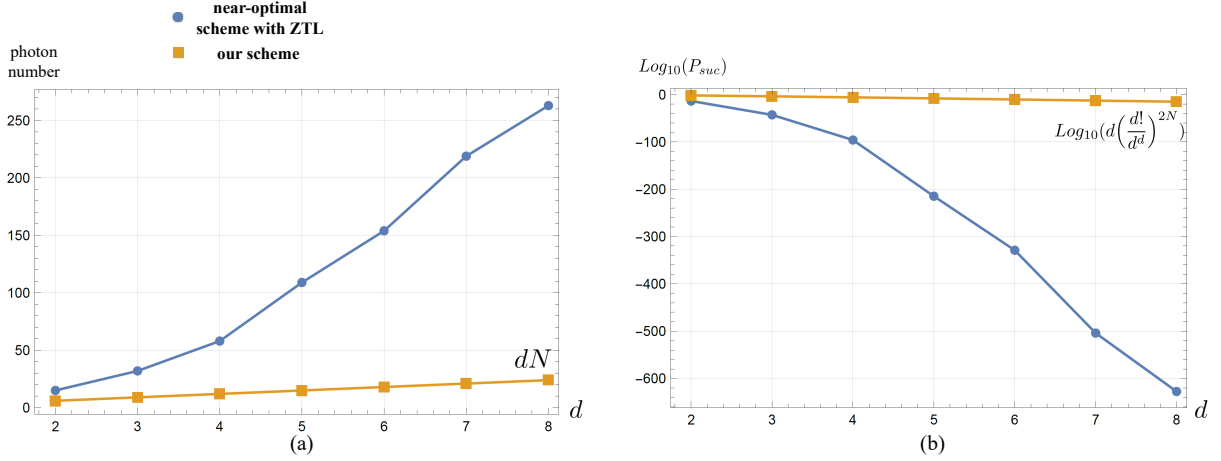 near-optimal
scheme with ZTL
our scheme
photon
number
250
200
150
100
50
0
2 3 4 5 6 7 8
dN
d
(a)
Log₁₀(Pₛᵤ𝒸)
0
−100
−200
−300
−400
−500
−600
2 3 4 5 6 7 8
Log₁₀(d(d!/dᵈ)²ᴺ)
d
(b)